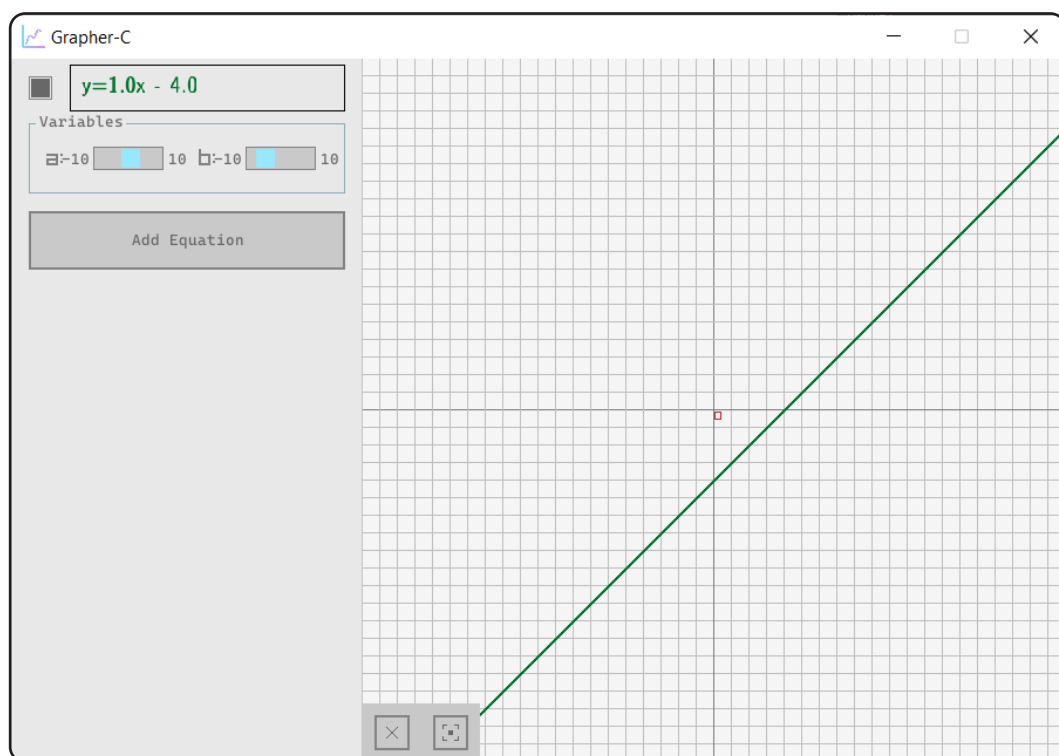 Grapher-C
y=1.0x - 4.0
Variables
a:-10 10 b:-10 10
Add Equation